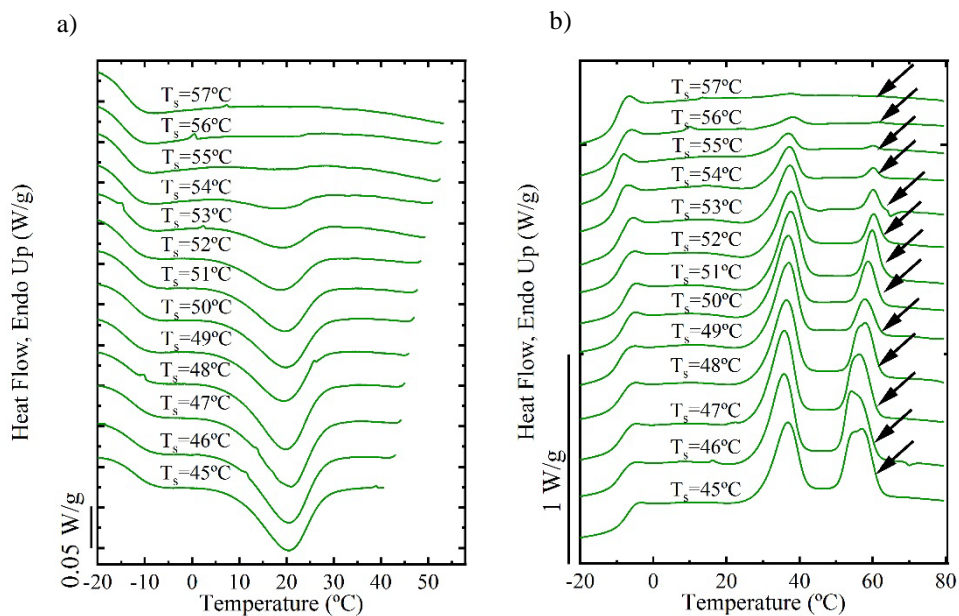 a)
b)
Heat Flow, Endo Up (W/g)
0.05 W/g
Tₛ=57ºC
Tₛ=56ºC
Tₛ=55ºC
Tₛ=54ºC
Tₛ=53ºC
Tₛ=52ºC
Tₛ=51ºC
Tₛ=50ºC
Tₛ=49ºC
Tₛ=48ºC
Tₛ=47ºC
Tₛ=46ºC
Tₛ=45ºC
-20 -10 0 10 20 30 40 50
Temperature (ºC)
Heat Flow, Endo Up (W/g)
1 W/g
Tₛ=57ºC
Tₛ=56ºC
Tₛ=55ºC
Tₛ=54ºC
Tₛ=53ºC
Tₛ=52ºC
Tₛ=51ºC
Tₛ=50ºC
Tₛ=49ºC
Tₛ=48ºC
Tₛ=47ºC
Tₛ=46ºC
Tₛ=45ºC
-20 0 20 40 60 80
Temperature (ºC)